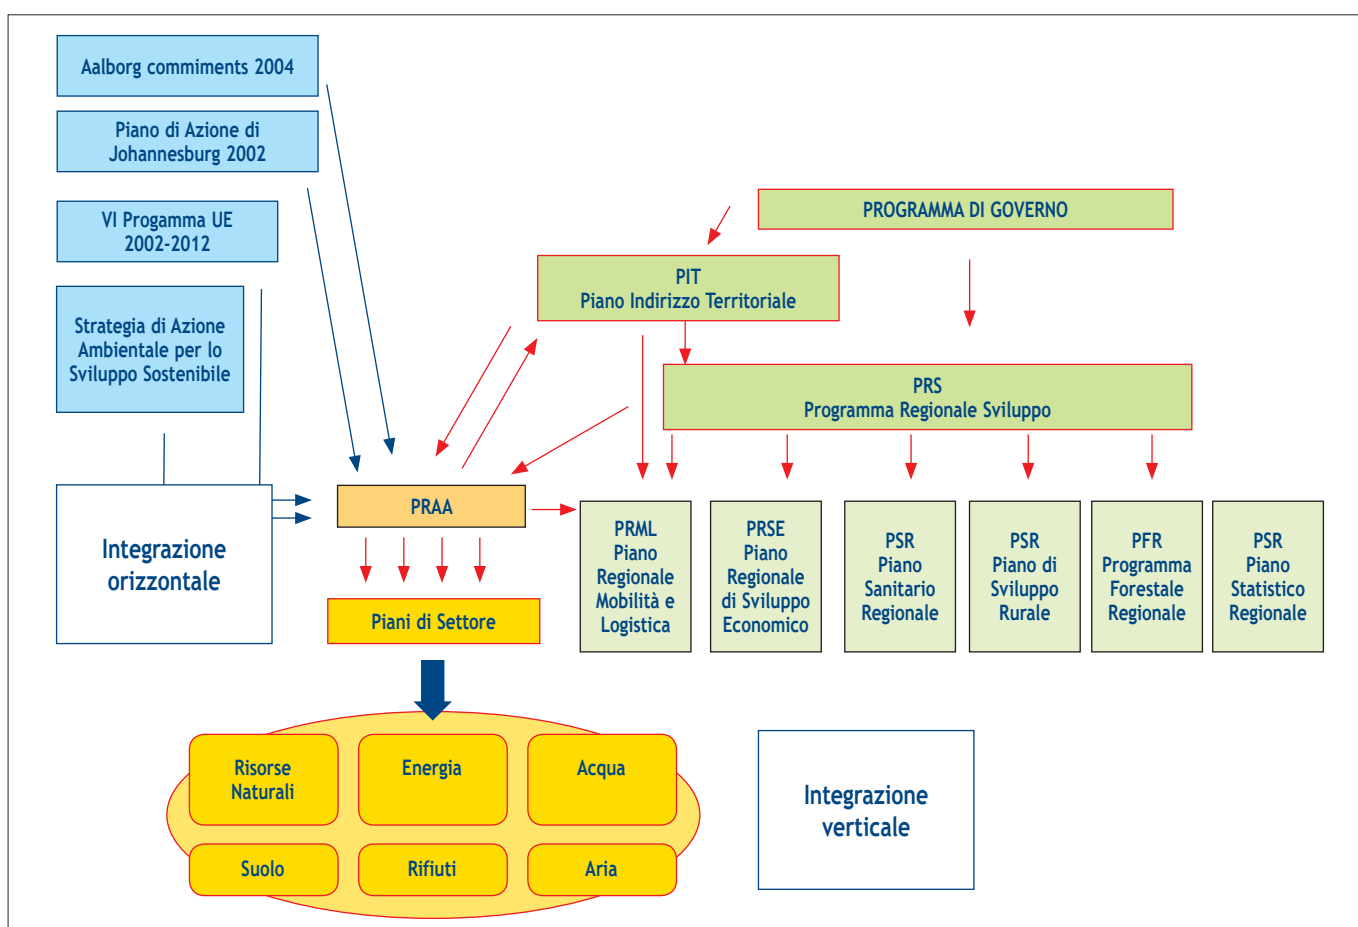 Aalborg commiments 2004
Piano di Azione di
Johannesburg 2002
VI Progamma UE
2002-2012
Strategia di Azione
Ambientale per lo
Sviluppo Sostenibile
Integrazione
orizzontale
PROGRAMMA DI GOVERNO
PIT
Piano Indirizzo Territoriale
PRS
Programma Regionale Sviluppo
PRAA
Piani di Settore
PRML
Piano
Regionale
Mobilità e
Logistica
PRSE
Piano
Regionale
di Sviluppo
Economico
PSR
Piano
Sanitario
Regionale
PSR
Piano di
Sviluppo
Rurale
PFR
Programma
Forestale
Regionale
PSR
Piano
Statistico
Regionale
Risorse
Naturali
Energia
Acqua
Suolo
Rifiuti
Aria
Integrazione
verticale